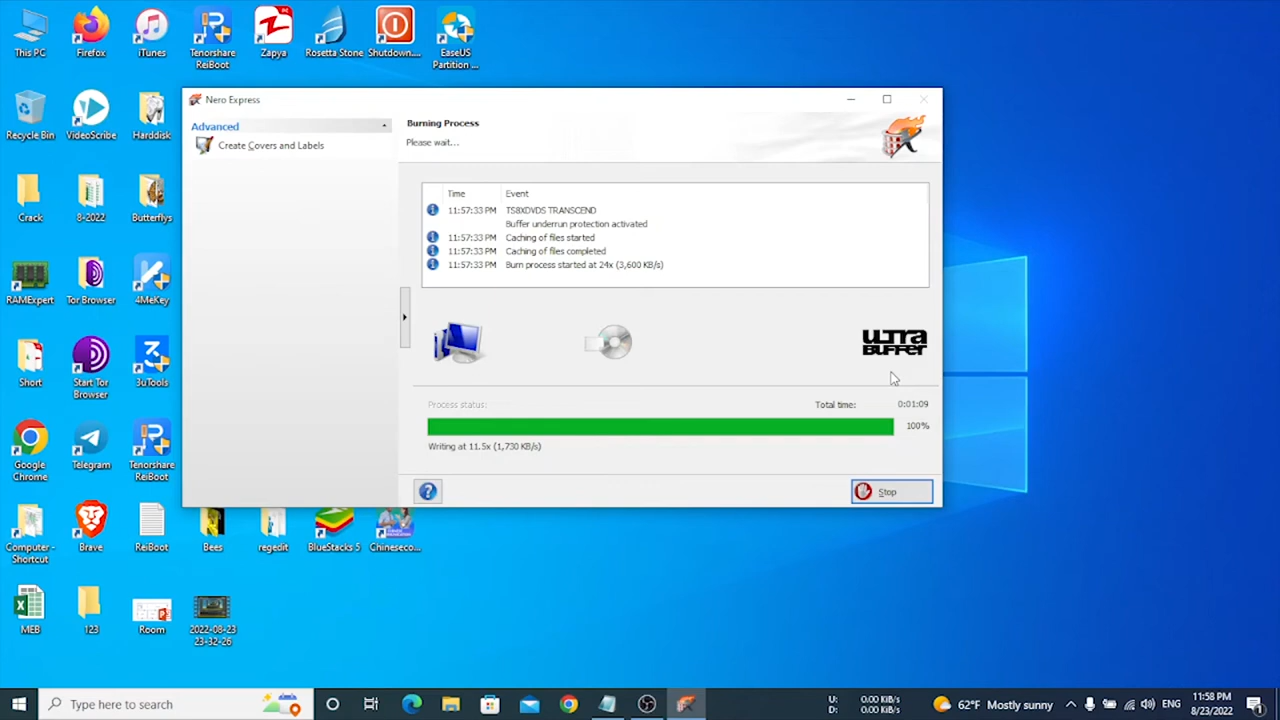 This PC
Firefox
iTunes
Tenorshare
ReiBoot
Zapya
Rosetta Stone
Shutdown....
EaseUS
Partition ...
Recycle Bin
VideoScribe
Harddisk
Crack
8-2022
Butterflys
RAMExpert
Tor Browser
4MeKey
Short
Start Tor
Browser
3uTools
Google
Chrome
Telegram
Tenorshare
ReiBoot
Computer -
Shortcut
Brave
ReiBoot
Bees
regedit
BlueStacks 5
Chineseco...
MEB
123
Room
2022-08-23
23-32-26
Nero Express
Advanced
Create Covers and Labels
Burning Process
Please wait...
Time Event
11:57:33 PM TS8XDVDS TRANSCEND
Buffer underrun protection activated
11:57:33 PM Caching of files started
11:57:33 PM Caching of files completed
11:57:33 PM Burn process started at 24x (3,600 KB/s)
ULTRA
BUFFER
Process status:
Total time: 0:01:09
100%
Writing at 11.5x (1,730 KB/s)
Stop
Type here to search
U: 0.00 KiB/s
D: 0.00 KiB/s
62°F Mostly sunny
ENG
11:58 PM
8/23/2022
1